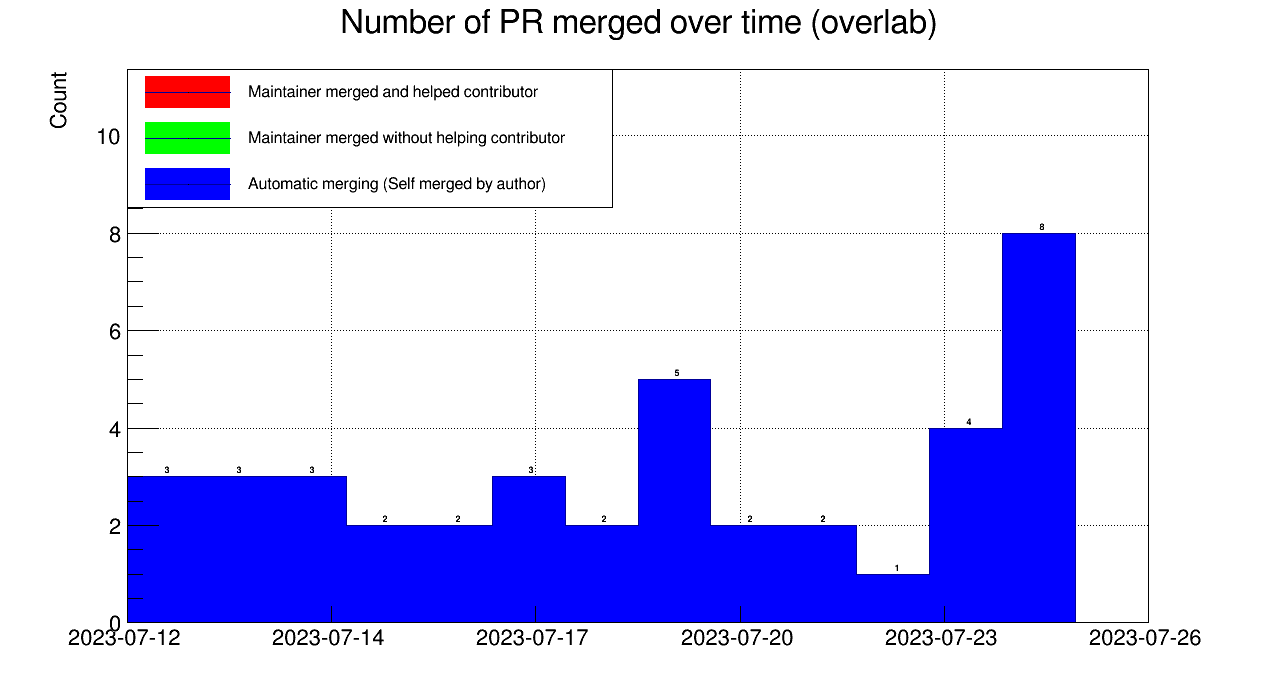 Number of PR merged over time (overlab)
Count
Maintainer merged and helped contributor
Maintainer merged without helping contributor
Automatic merging (Self merged by author)
10
8
6
4
2
0
3 3 3 2 2 3 2 5 2 2 1 4 8
2023-07-12 2023-07-14 2023-07-17 2023-07-20 2023-07-23 2023-07-26